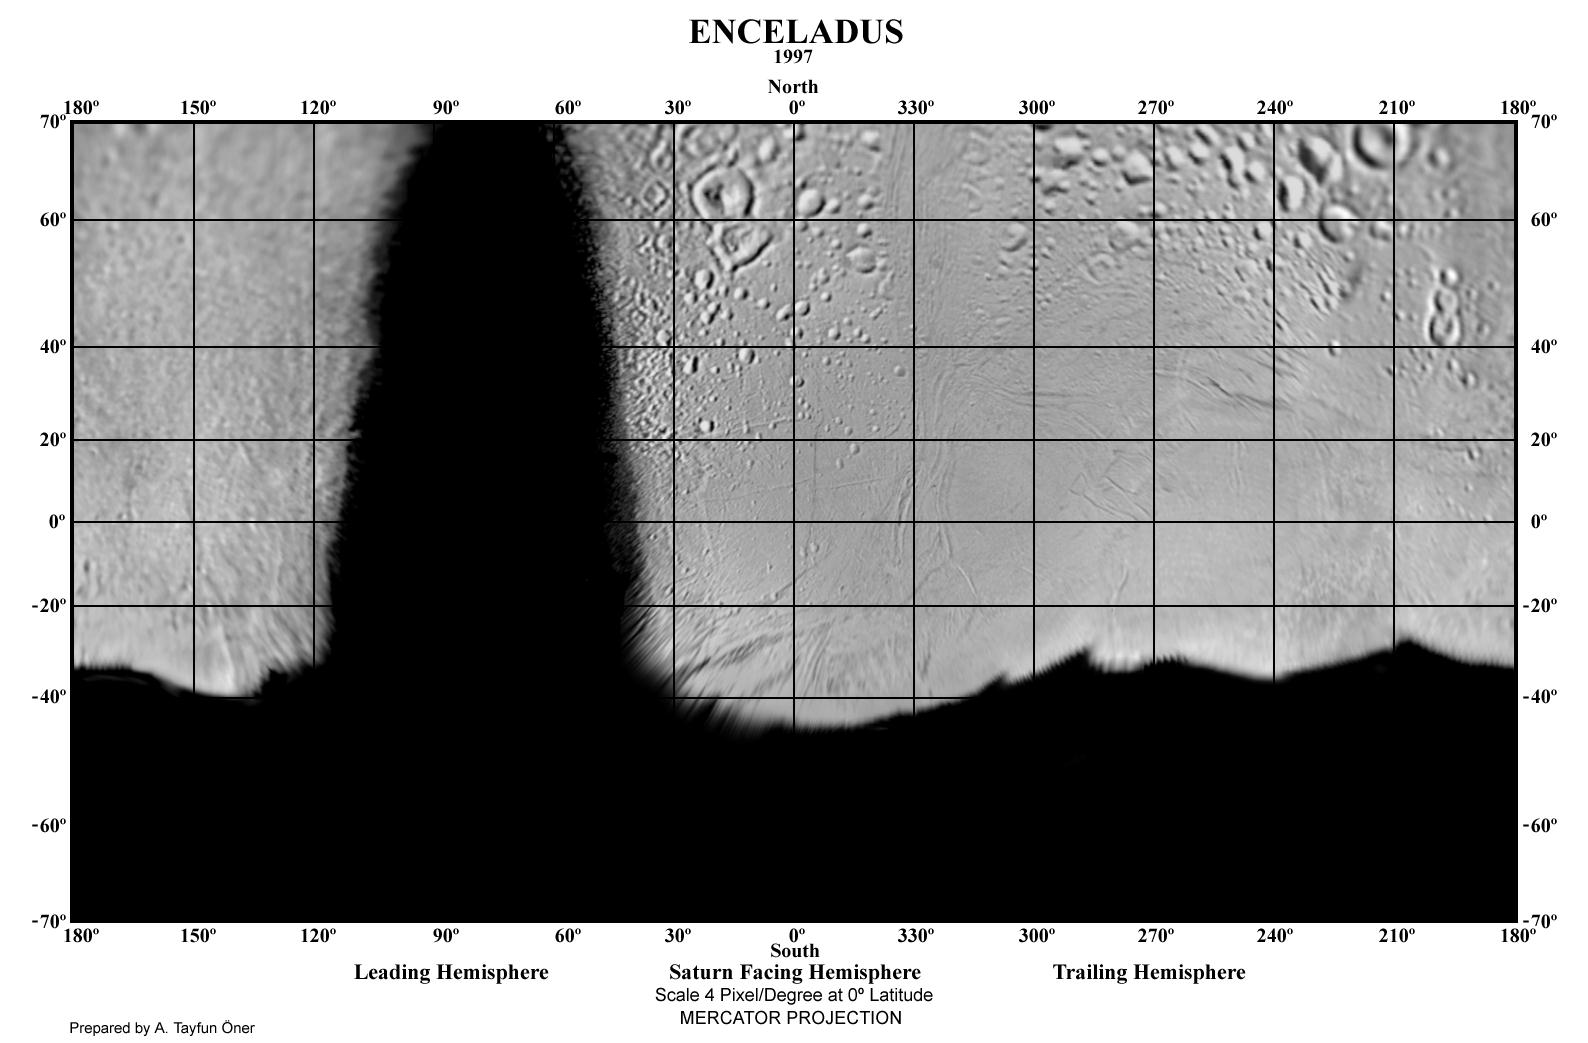 ENCELADUS
1997
North
180º 150º 120º 90º 60º 30º 0º 330º 300º 270º 240º 210º 180º
70º 70º
60º 60º
40º 40º
20º 20º
0º 0º
-20º -20º
-40º -40º
-60º -60º
-70º -70º
180º 150º 120º 90º 60º 30º 0º 330º 300º 270º 240º 210º 180º
South
Leading Hemisphere Saturn Facing Hemisphere Trailing Hemisphere
Scale 4 Pixel/Degree at 0º Latitude
MERCATOR PROJECTION
Prepared by A. Tayfun Öner